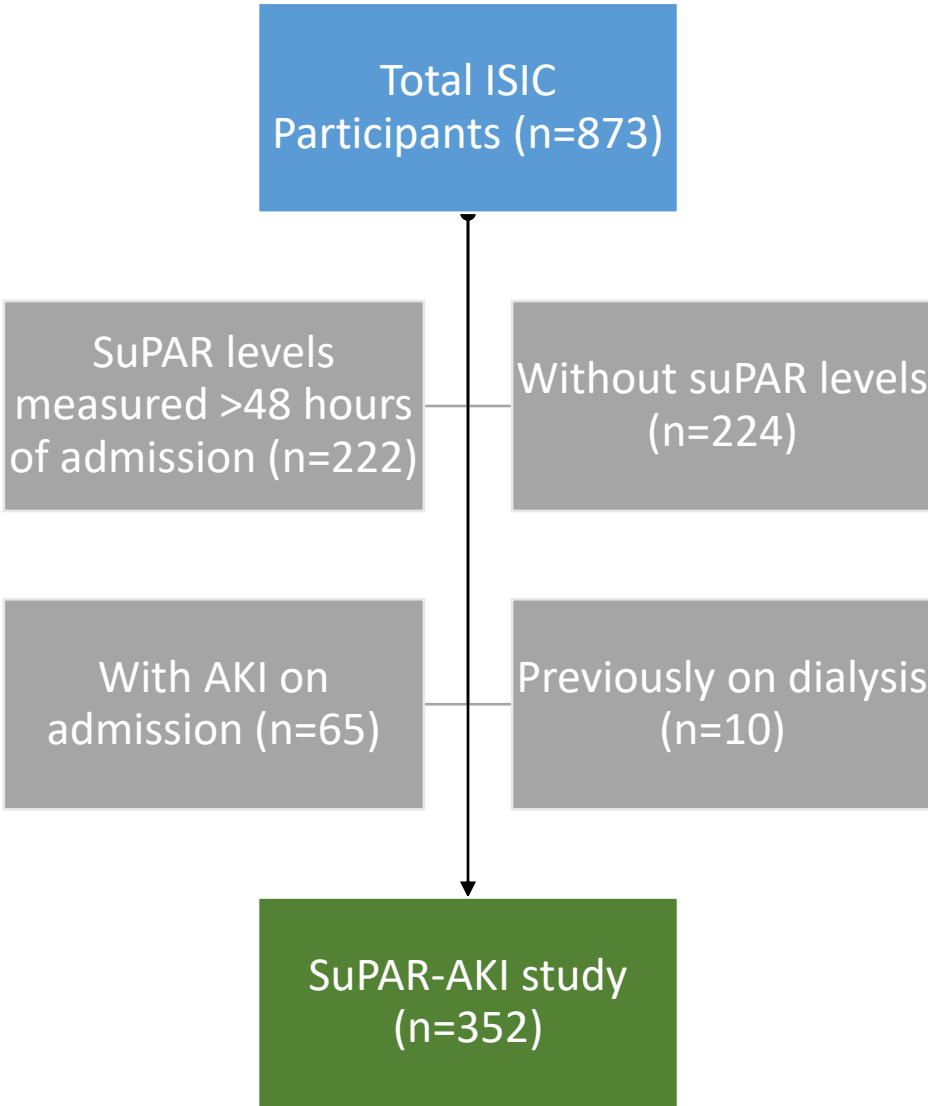 Total ISIC
Participants (n=873)
SuPAR levels
measured >48 hours
of admission (n=222)
Without suPAR levels
(n=224)
With AKI on
admission (n=65)
Previously on dialysis
(n=10)
SuPAR-AKI study
(n=352)